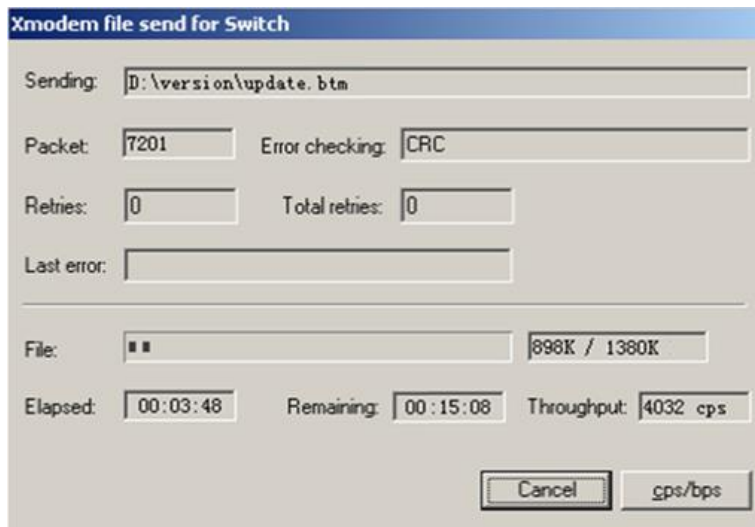 Xmodem file send for Switch
Sending: D:\version\update.btm
Packet: 7201 Error checking: CRC
Retries: 0 Total retries: 0
Last error:
File: 898K / 1380K
Elapsed: 00:03:48 Remaining: 00:15:08 Throughput: 4032 cps
Cancel cps/bps